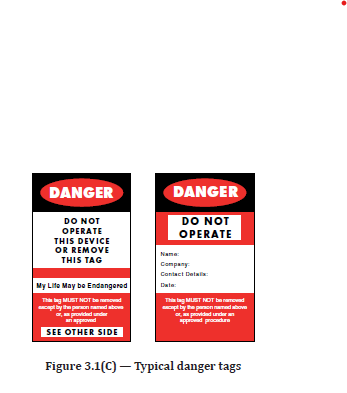 DANGER
DO NOT
OPERATE
THIS DEVICE
OR REMOVE
THIS TAG
My Life May be Endangered
This tag MUST NOT be removed
except by the person named above
or, as provided under
an approved
SEE OTHER SIDE
DANGER
DO NOT
OPERATE
Name:
Company:
Contact Details:
Date:
This tag MUST NOT be removed
except by the person named above
or, as provided under an
approved procedure
Figure 3.1(C) — Typical danger tags